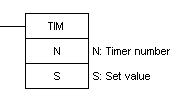 TIM
N N: Timer number
S S: Set value